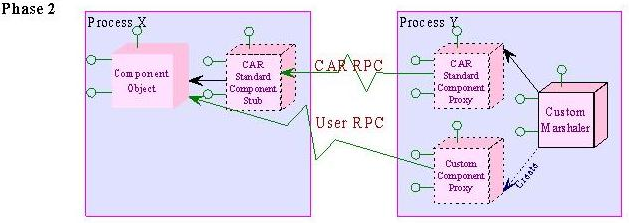 Phase 2
Process X
Process Y
Component
Object
CAR
Standard
Component
Stub
CAR RPC
User RPC
CAR
Standard
Component
Proxy
Custom
Marshaler
Custom
Component
Proxy
Create